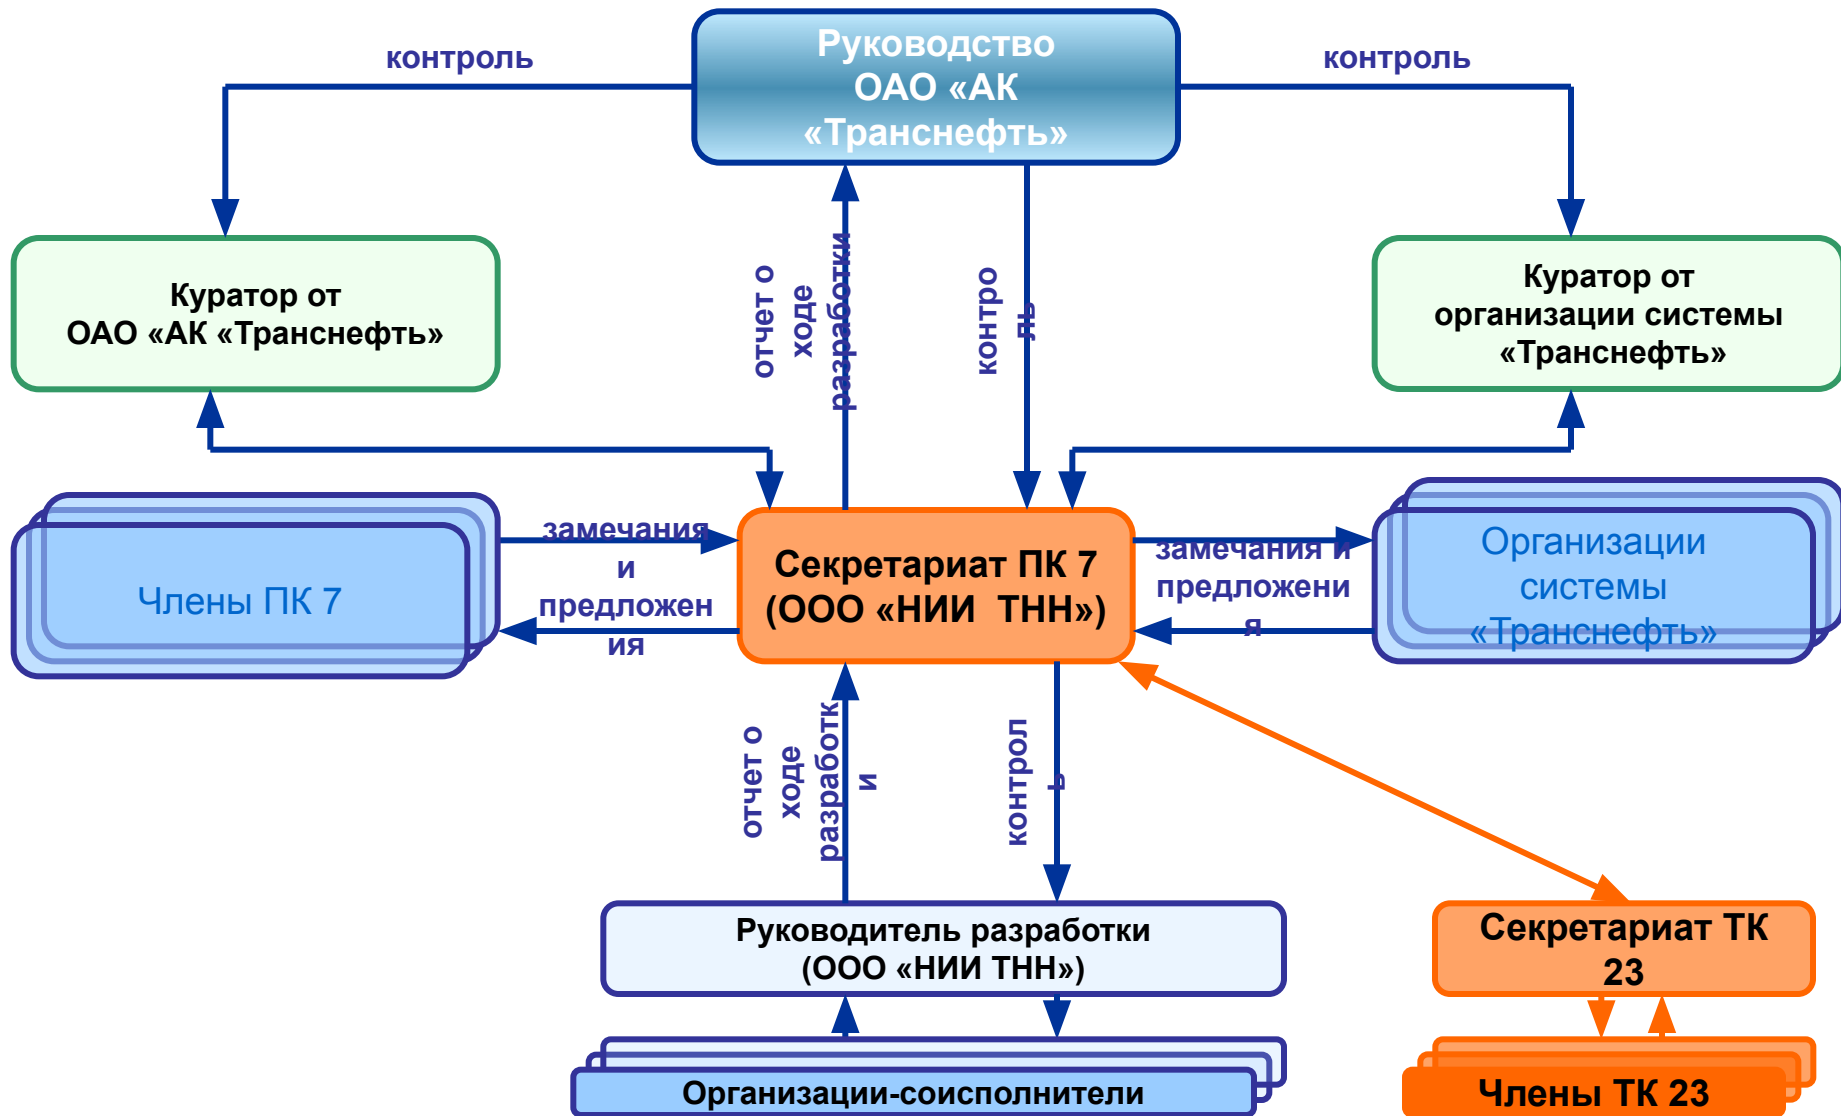 Руководство
ОАО «АК
«Транснефть»
контроль
контроль
Куратор от
ОАО «АК «Транснефть»
отчет о
ходе
разработки
контро
ль
Куратор от
организации системы
«Транснефть»
Члены ПК 7
замечания
и
предложен
ия
Секретариат ПК 7
(ООО «НИИ ТНН»)
замечания и
предложени
я
Организации
системы
«Транснефть»
отчет о
ходе
разработк
и
контрол
ь
Руководитель разработки
(ООО «НИИ ТНН»)
Секретариат ТК
23
Организации-соисполнители
Члены ТК 23